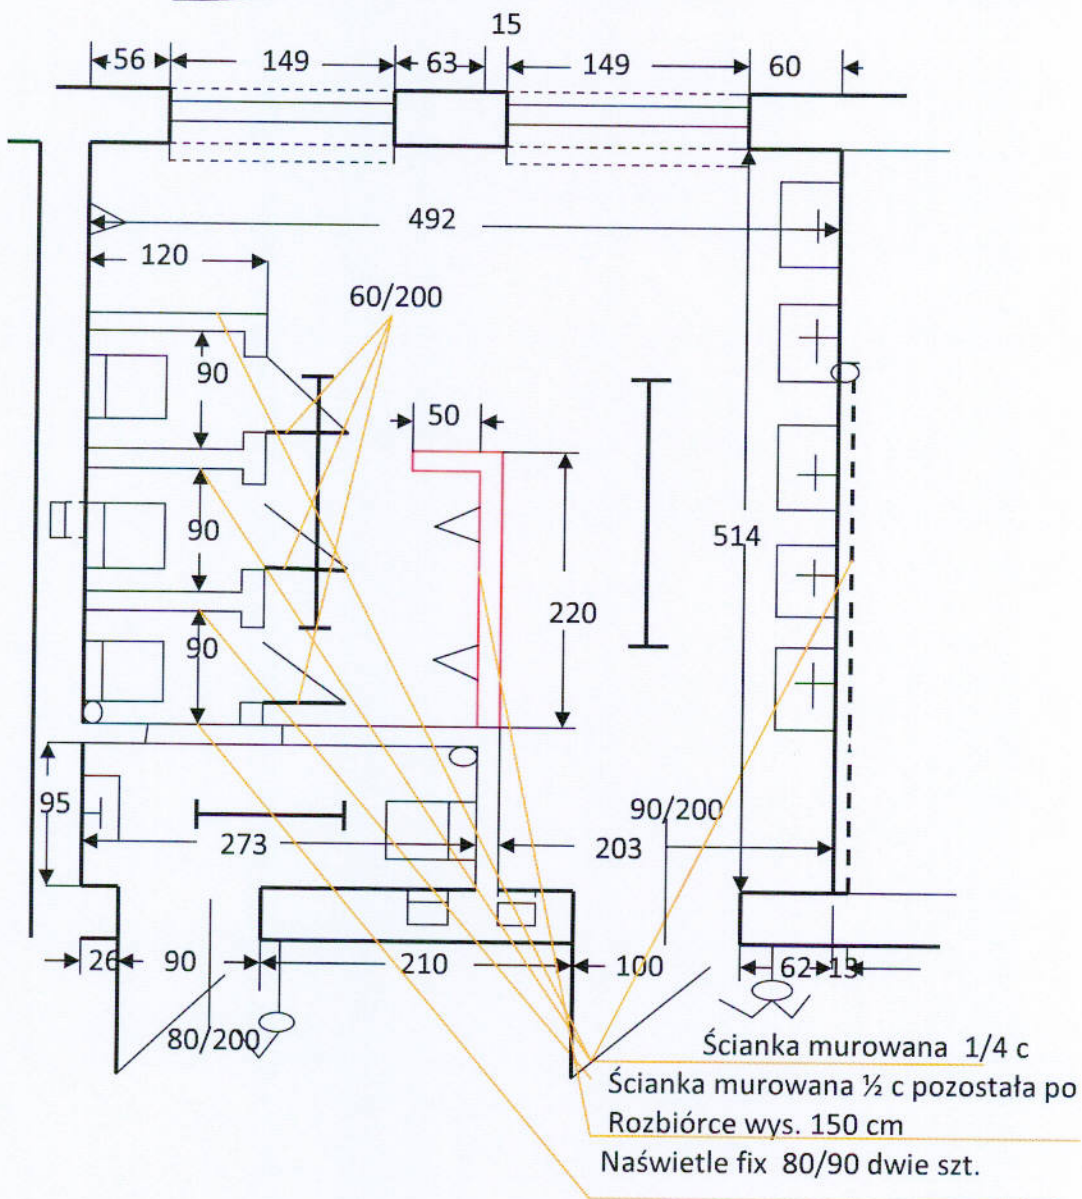 15
56 149 63 149 60
492
120
60/200
90
50
90
514
220
90
95
90/200
273
203
26 90 210 100 62 13
80/200
Ścianka murowana 1/4 c
Ścianka murowana ½ c pozostała po
Rozbiórce wys. 150 cm
Naświetle fix 80/90 dwie szt.